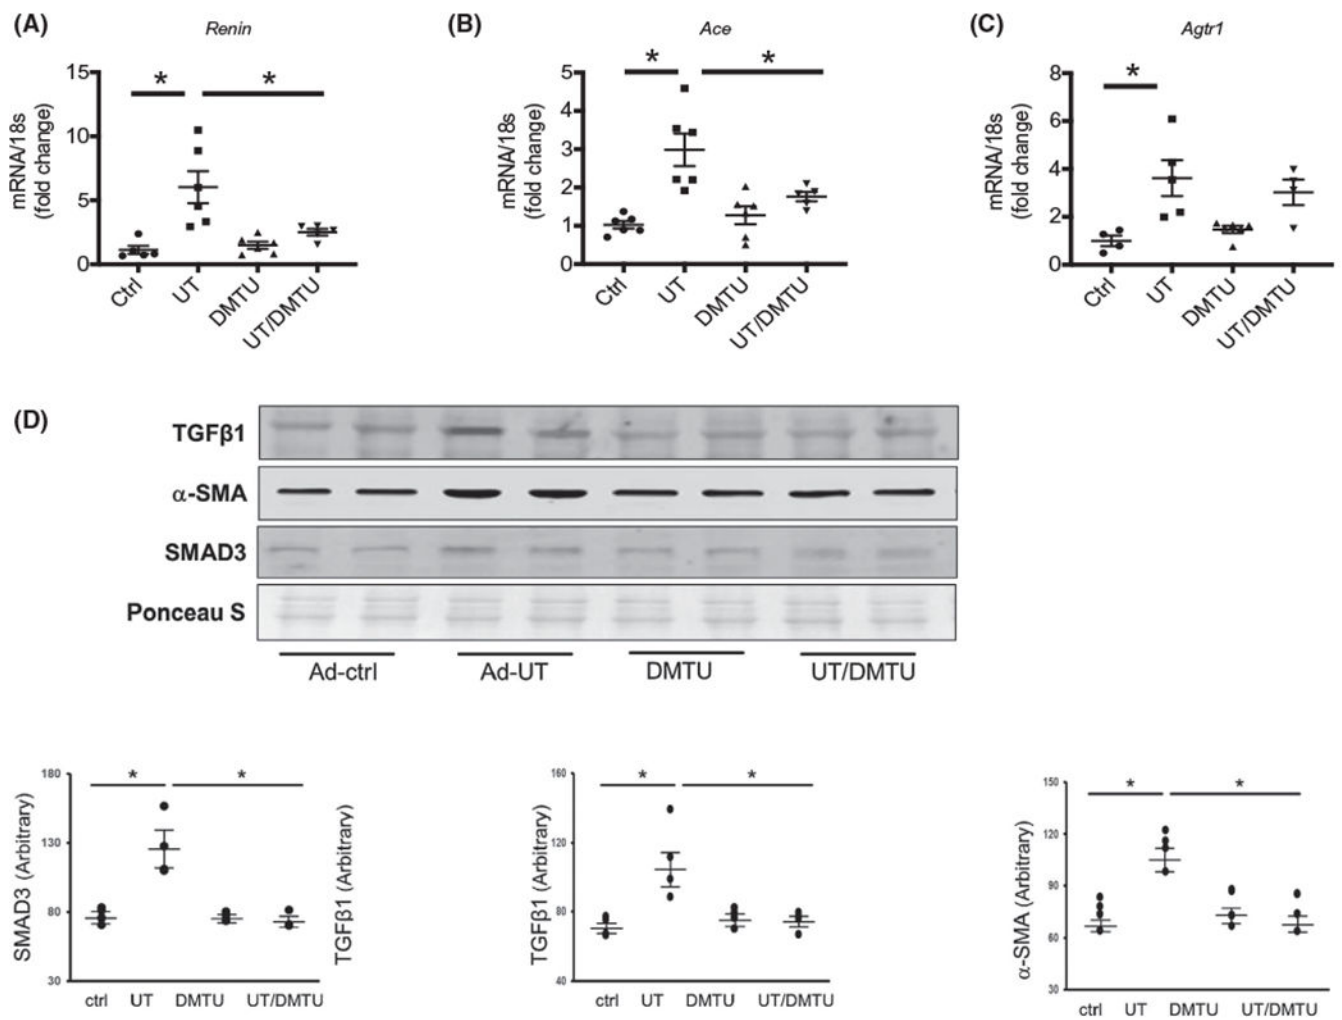 (A)
Renin
mRNA/18s
(fold change)
15
10
5
0
*
*
Ctrl
UT
DMTU
UT/DMTU
(B)
Ace
mRNA/18s
(fold change)
5
4
3
2
1
0
*
*
Ctrl
UT
DMTU
UT/DMTU
(C)
Agtr1
mRNA/18s
(fold change)
8
6
4
2
0
*
Ctrl
UT
DMTU
UT/DMTU
(D)
TGFβ1
α-SMA
SMAD3
Ponceau S
Ad-ctrl
Ad-UT
DMTU
UT/DMTU
SMAD3 (Arbitrary)
180
130
80
30
*
*
ctrl
UT
DMTU
UT/DMTU
TGFβ1 (Arbitrary)
TGFβ1 (Arbitrary)
160
120
80
40
*
*
ctrl
UT
DMTU
UT/DMTU
α-SMA (Arbitrary)
150
120
90
60
30
*
*
ctrl
UT
DMTU
UT/DMTU